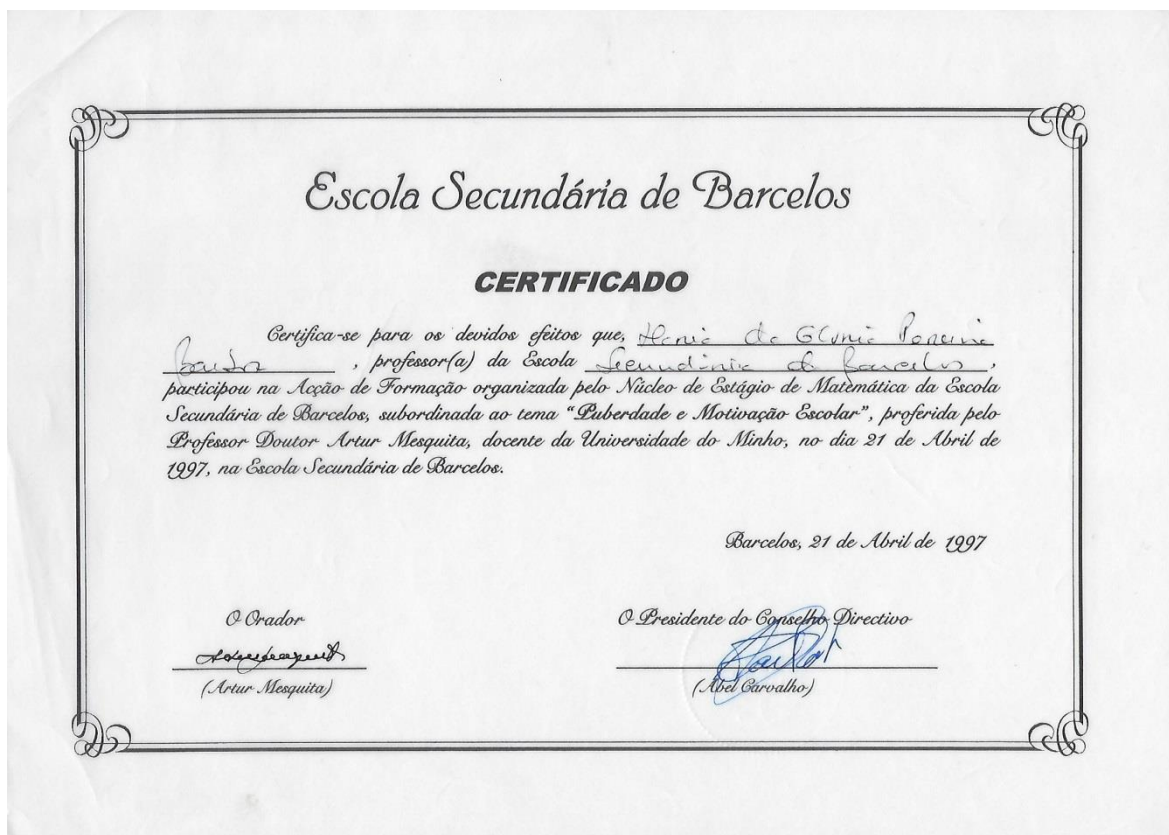 Escola Secundária de Barcelos
CERTIFICADO
Certifica-se para os devidos efeitos que, Maria da Glória Pereira
, professor(a) da Escola Secundária de Barcelos,
participou na Acção de Formação organizada pelo Núcleo de Estágio de Matemática da Escola
Secundária de Barcelos, subordinada ao tema “Puberdade e Motivação Escolar”, proferida pelo
Professor Doutor Artur Mesquita, docente da Universidade do Minho, no dia 21 de Abril de
1997, na Escola Secundária de Barcelos.
Barcelos, 21 de Abril de 1997
O Orador
O Presidente do Conselho Directivo
(Artur Mesquita)
(Abel Carvalho)